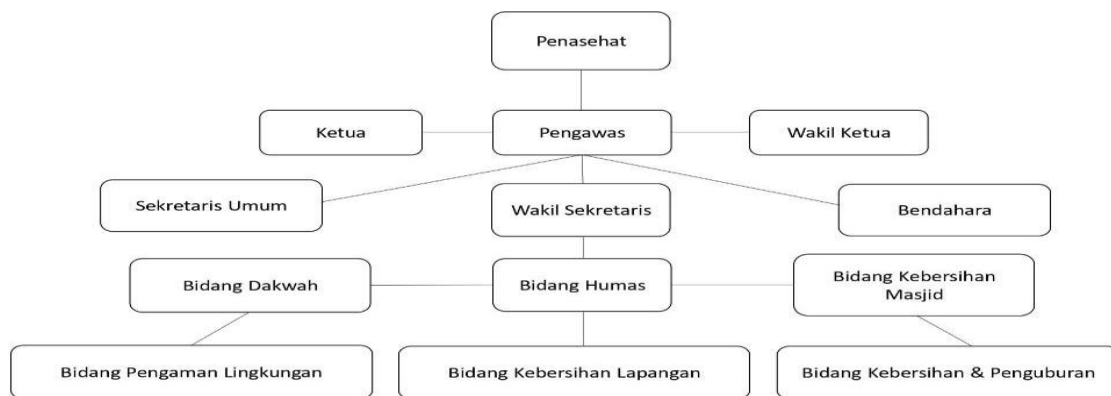 Penasehat
Ketua
Pengawas
Wakil Ketua
Sekretaris Umum
Wakil Sekretaris
Bendahara
Bidang Dakwah
Bidang Humas
Bidang Kebersihan
Masjid
Bidang Pengaman Lingkungan
Bidang Kebersihan Lapangan
Bidang Kebersihan & Penguburan